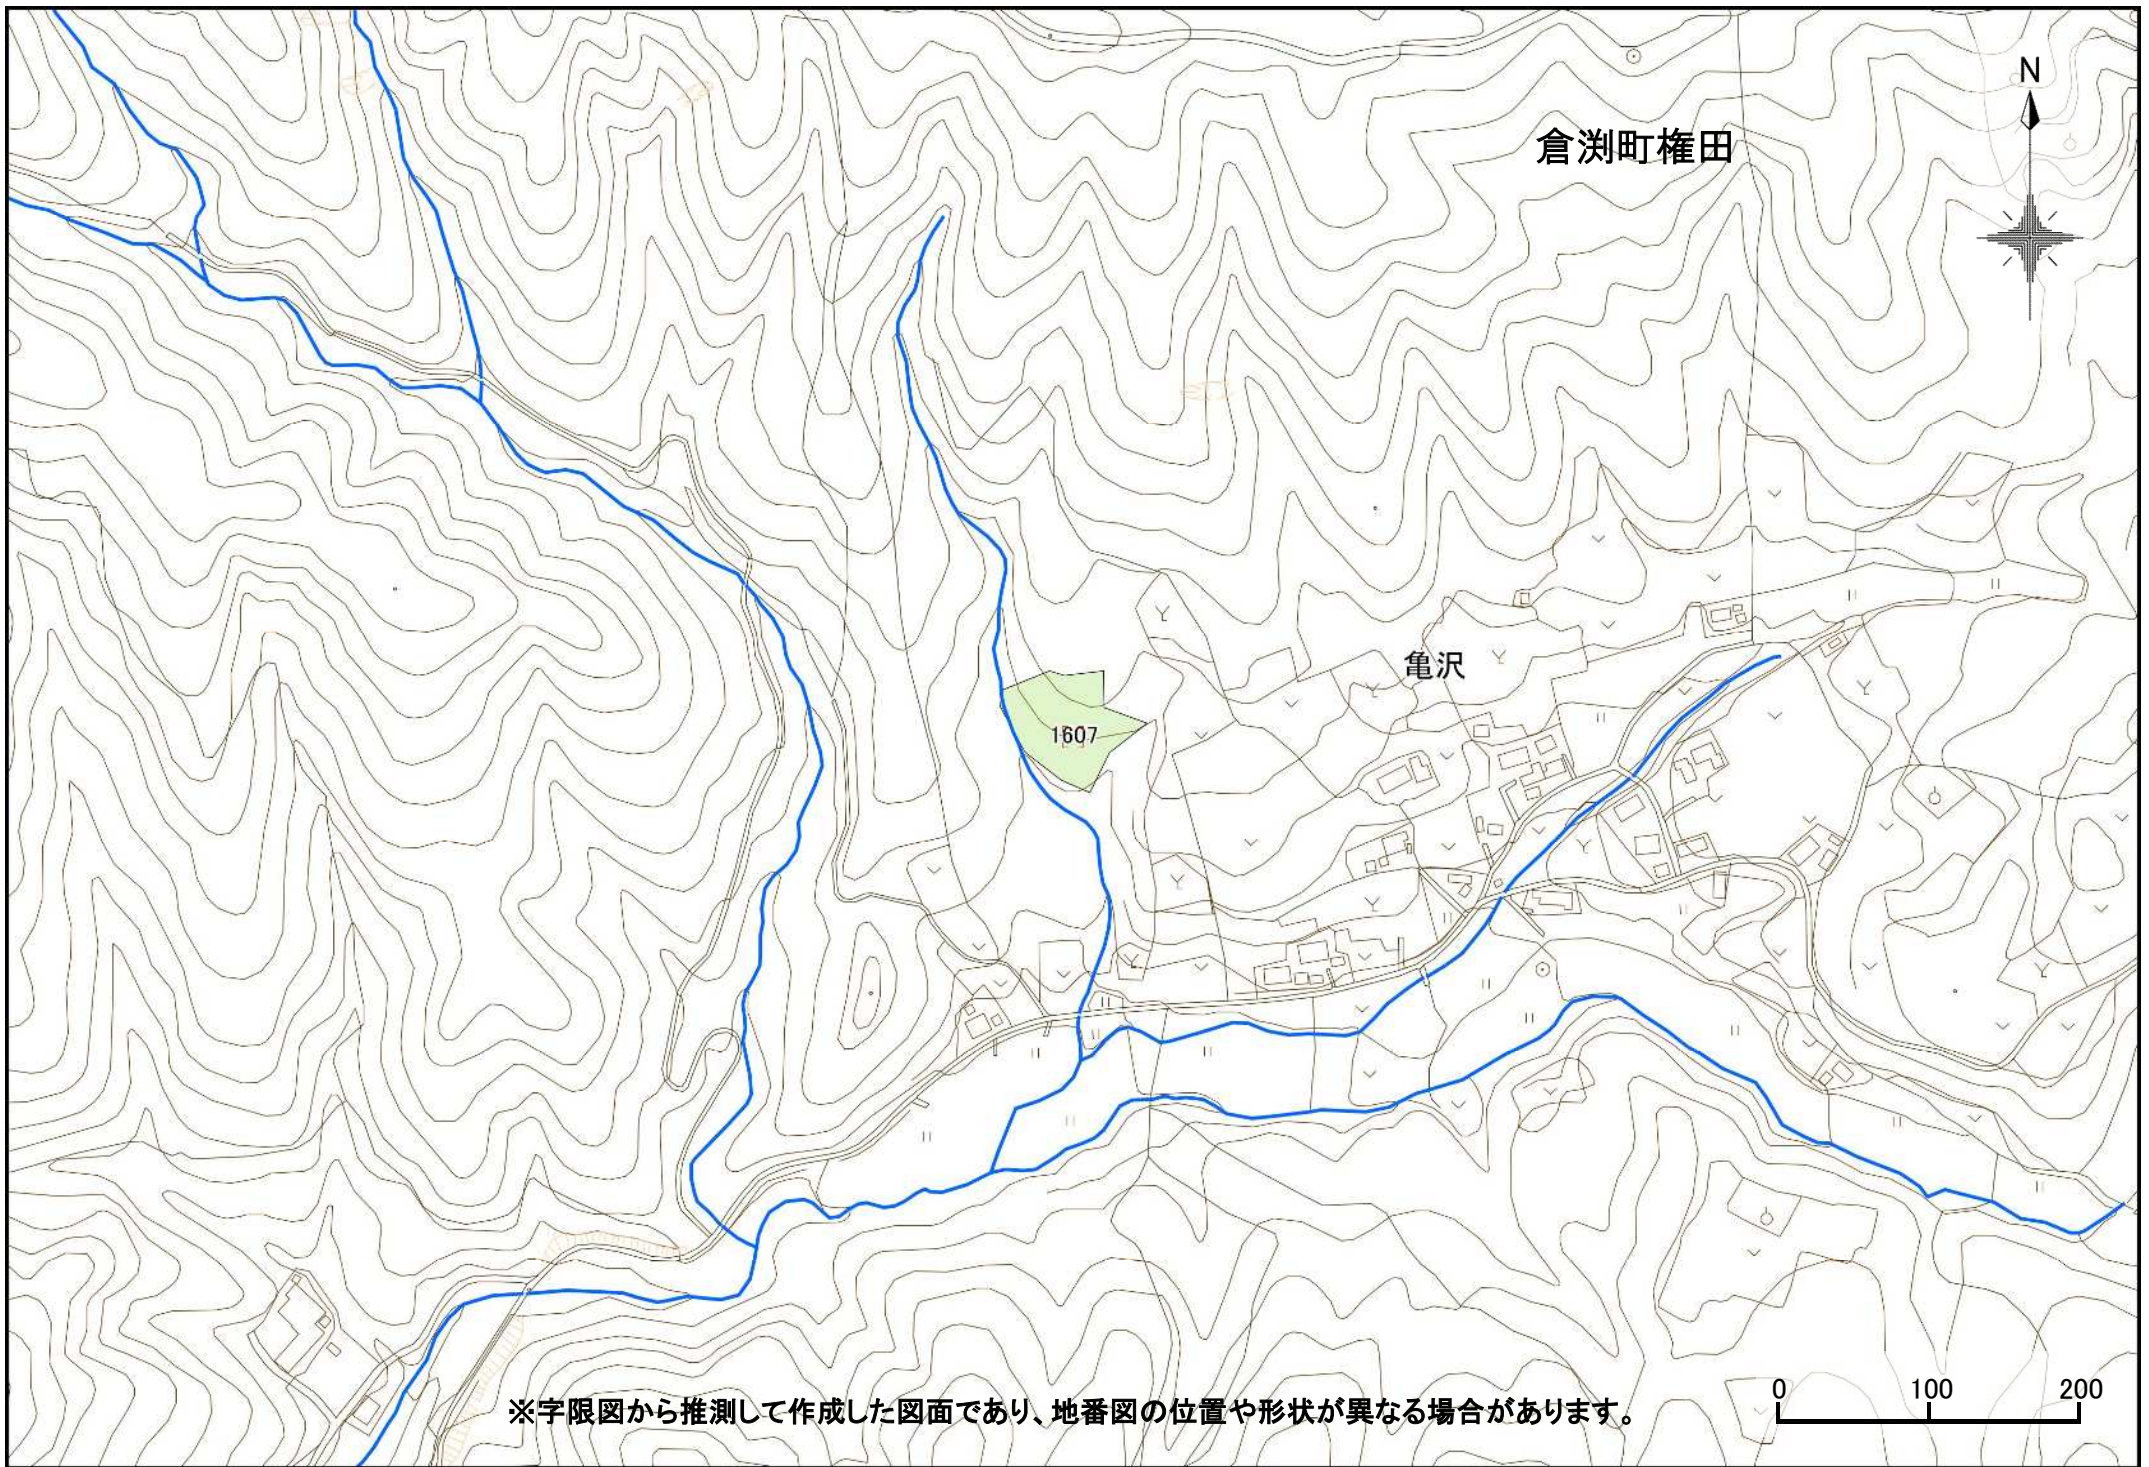 N
倉渕町権田
亀沢
1607
0 100 200
※字限図から推測して作成した図面であり、地番図の位置や形状が異なる場合があります。